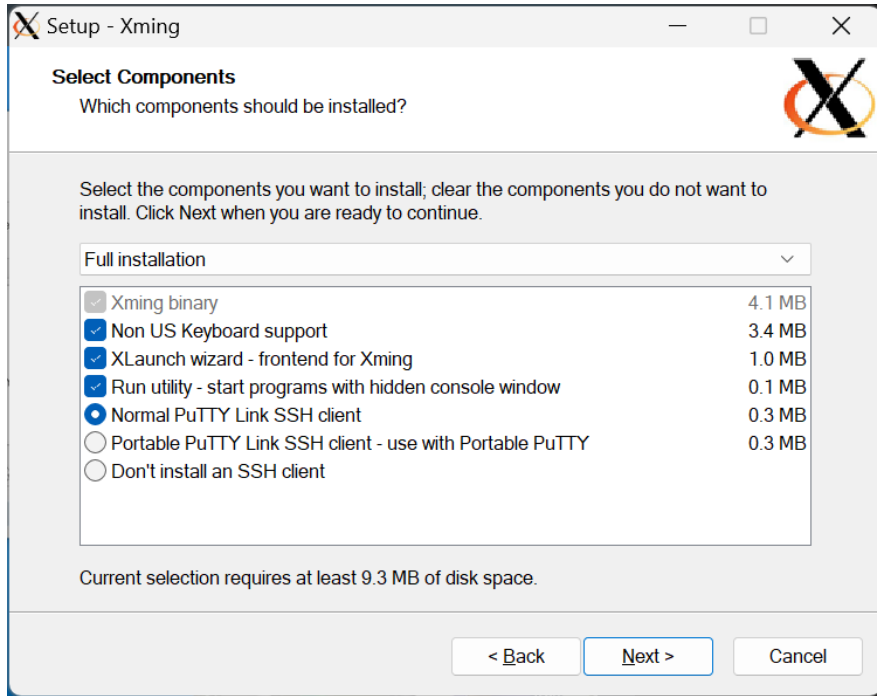 Setup - Xming
Select Components
Which components should be installed?
Select the components you want to install; clear the components you do not want to
install. Click Next when you are ready to continue.
Full installation
Xming binary 4.1 MB
Non US Keyboard support 3.4 MB
XLaunch wizard - frontend for Xming 1.0 MB
Run utility - start programs with hidden console window 0.1 MB
Normal PuTTY Link SSH client 0.3 MB
Portable PuTTY Link SSH client - use with Portable PuTTY 0.3 MB
Don't install an SSH client
Current selection requires at least 9.3 MB of disk space.
< Back Next > Cancel